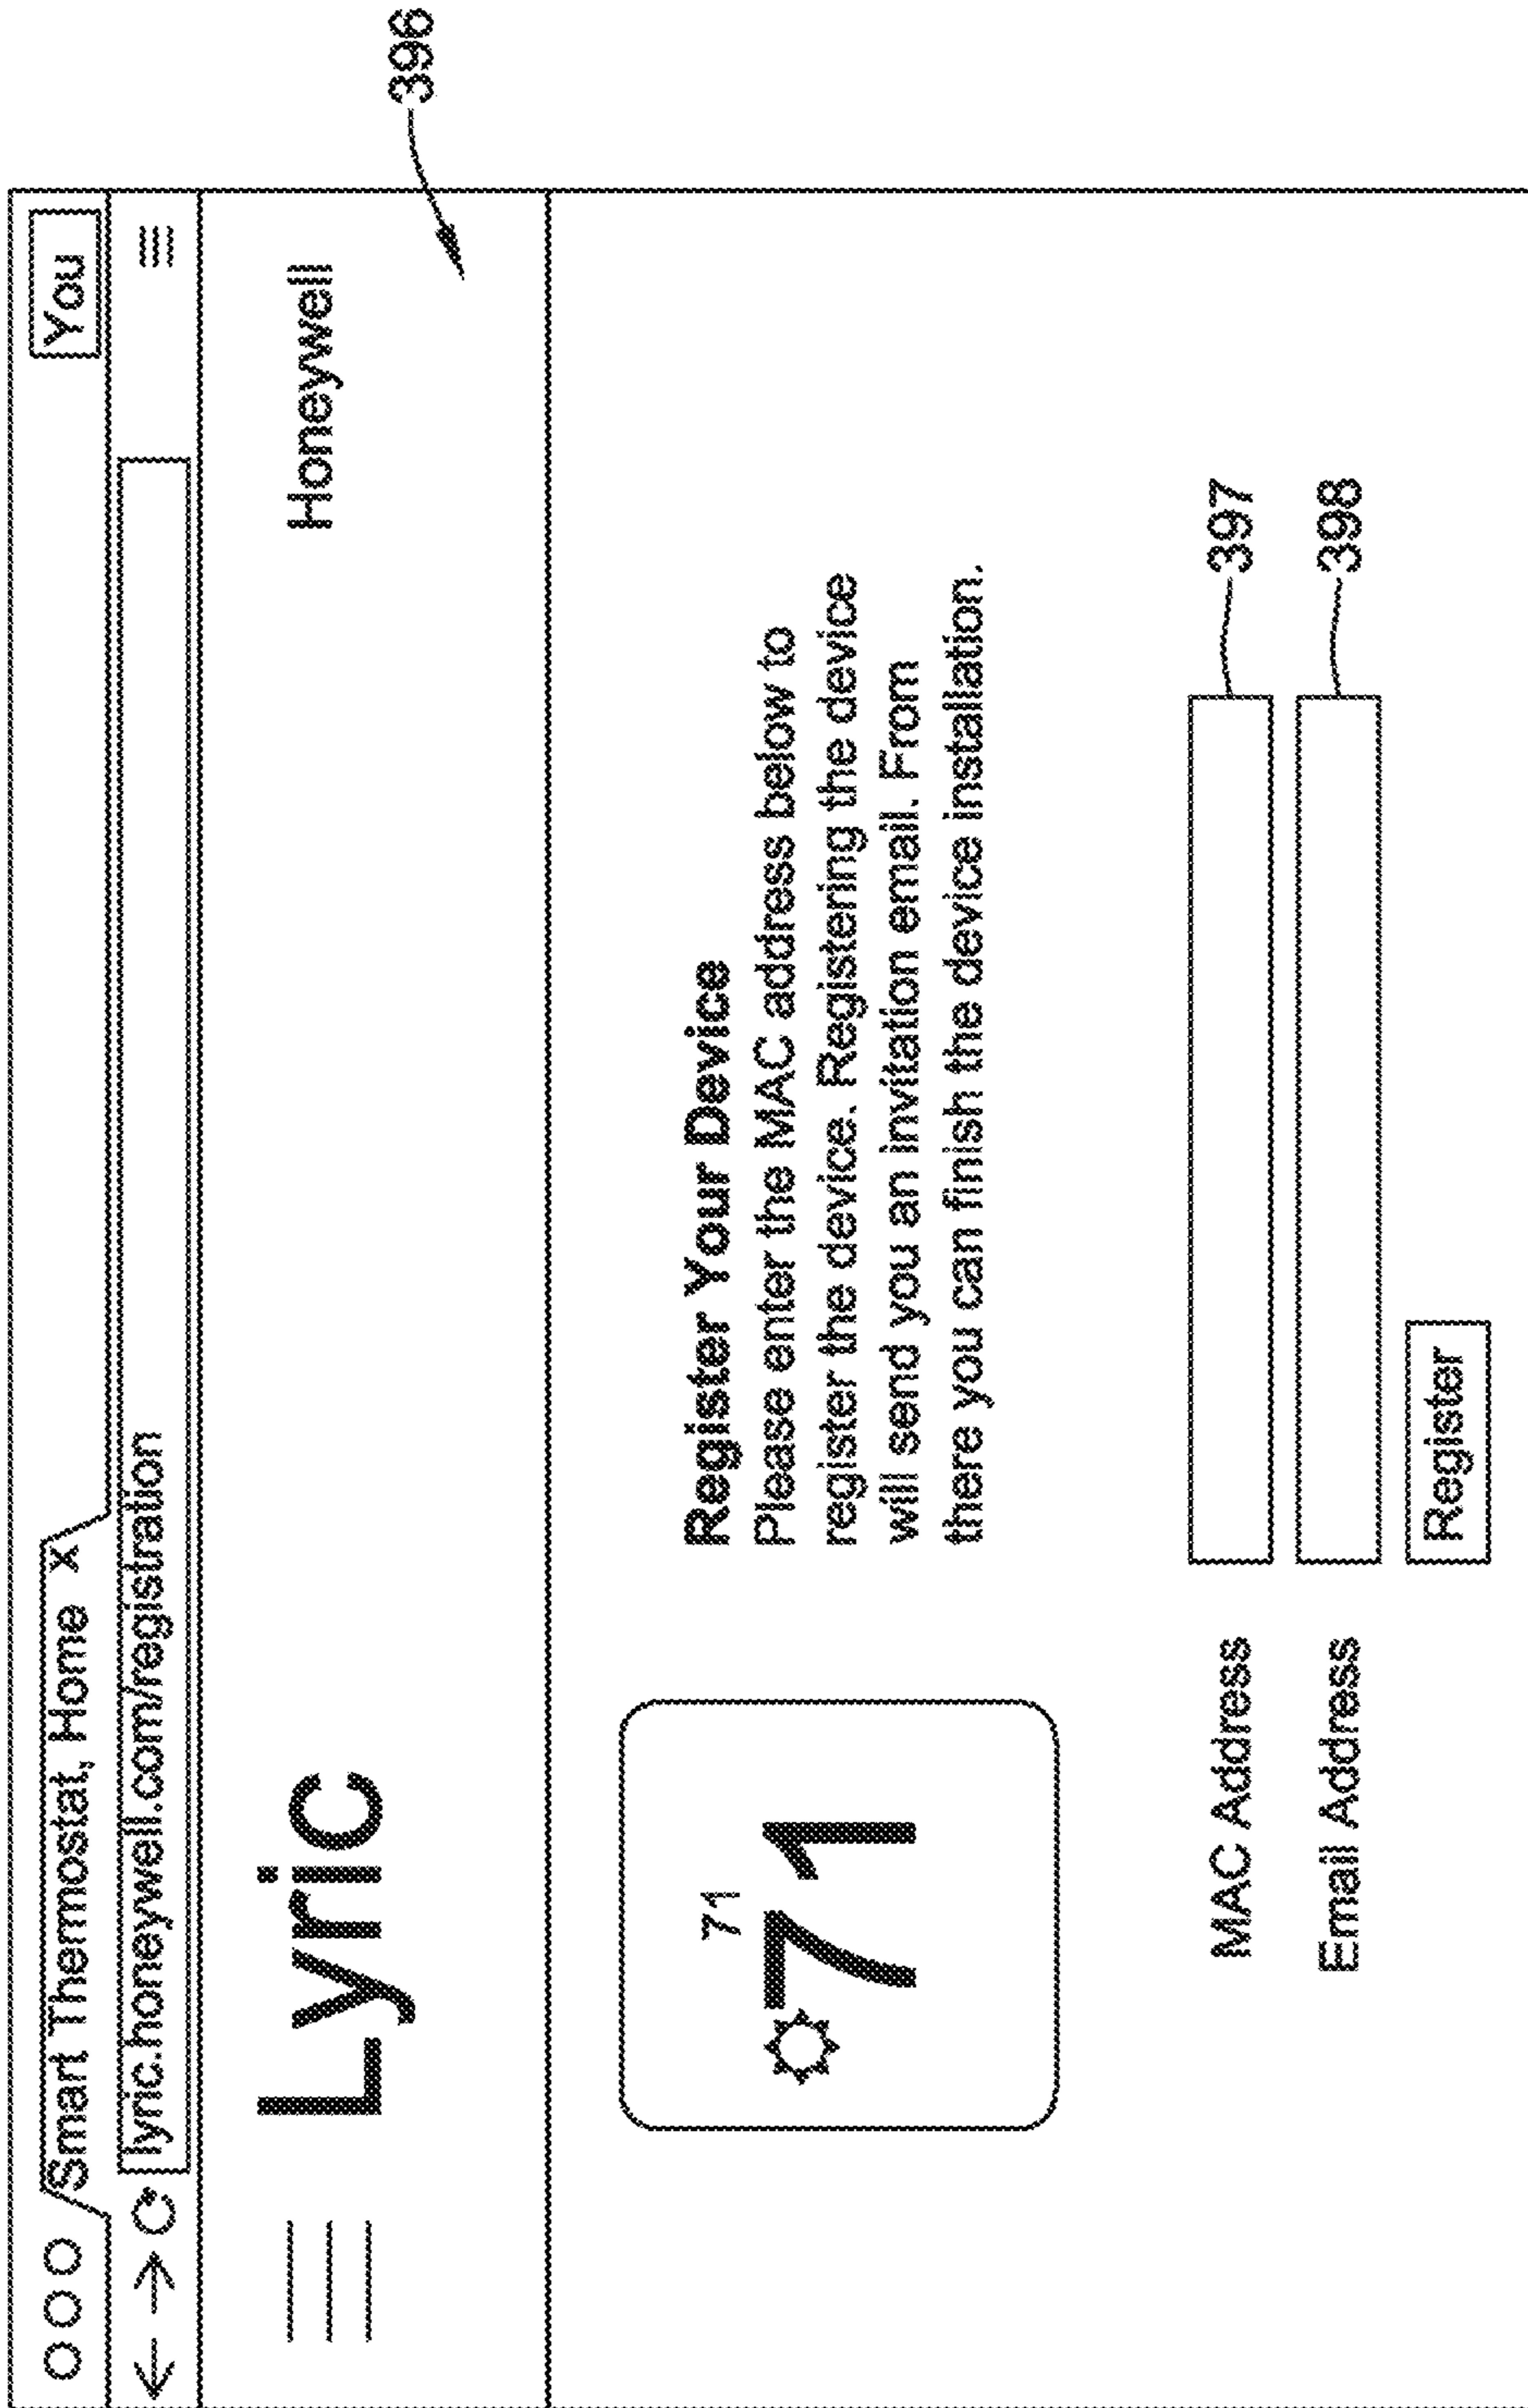 Smart Thermostat, Home X
You
lyric.honeywell.com/registration
Lyric
Honeywell
396
71
71
Register Your Device
Please enter the MAC address below to
register the device. Registering the device
will send you an invitation email. From
there you can finish the device installation.
MAC Address
397
Email Address
398
Register